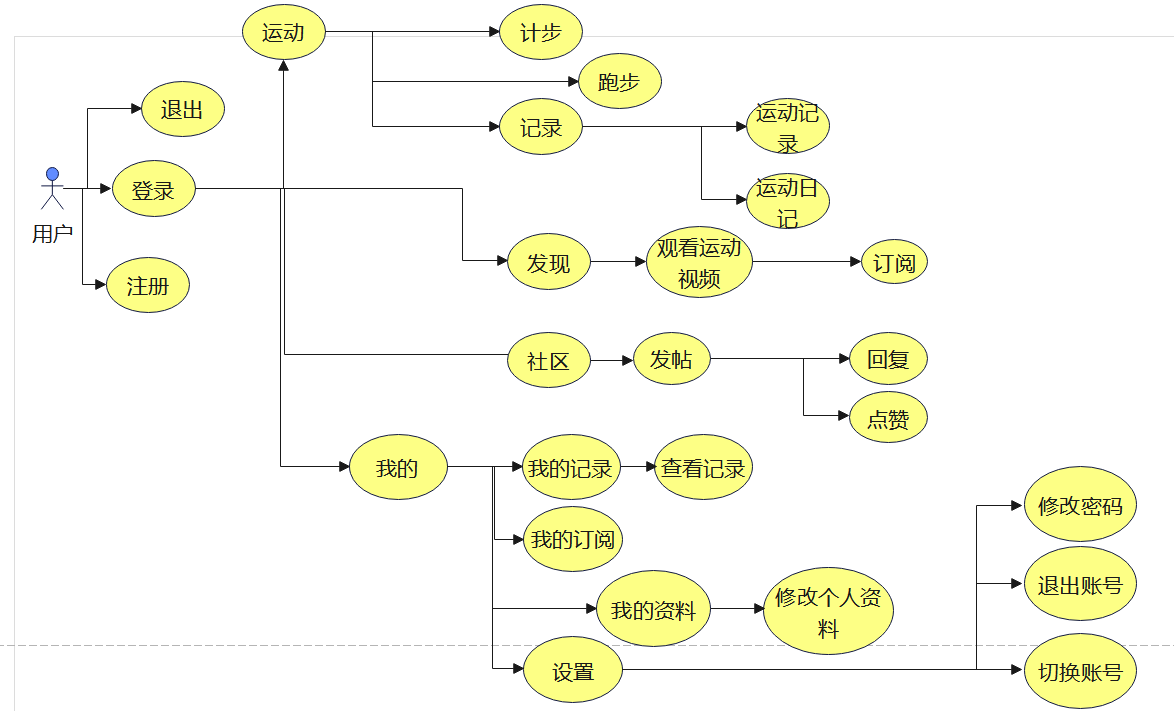 运动
计步
跑步
退出
记录
运动记
录
登录
运动日
记
用户
注册
发现
观看运动
视频
订阅
社区
发帖
回复
点赞
我的
我的记录
查看记录
我的订阅
修改密码
退出账号
我的资料
修改个人资
料
设置
切换账号